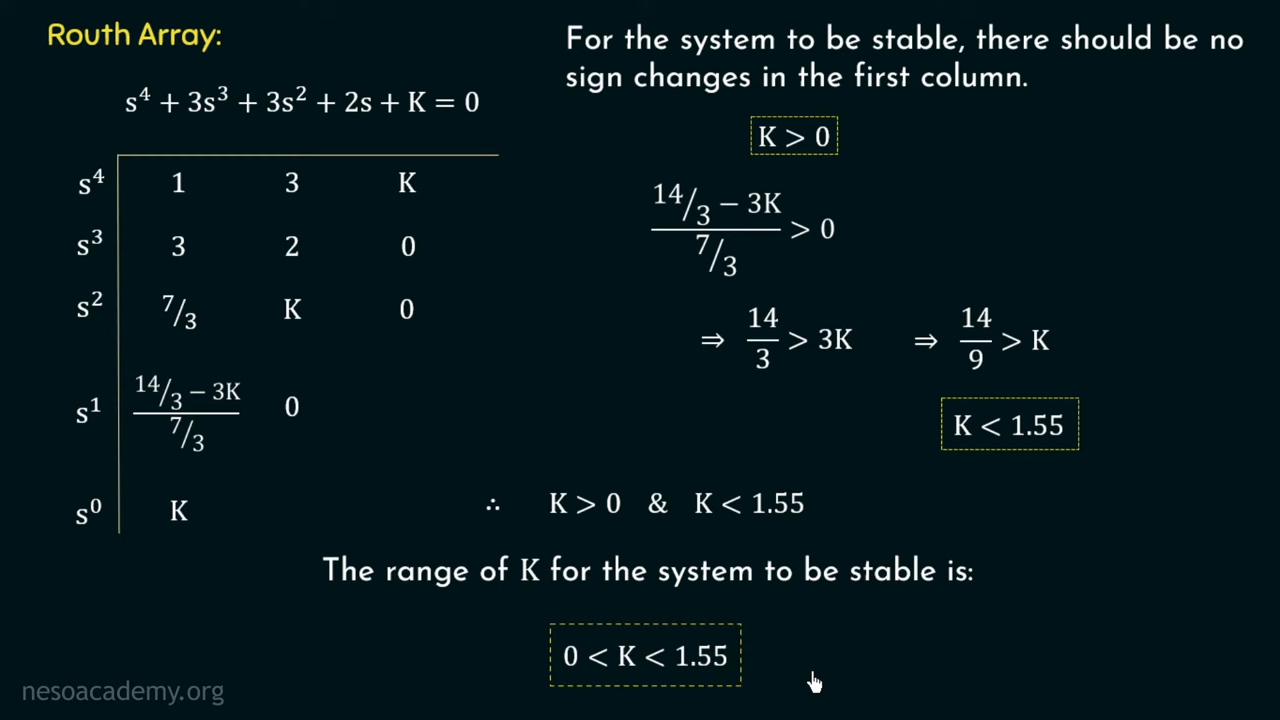 Routh Array:
s⁴ + 3s³ + 3s² + 2s + K = 0
s⁴ 1 3 K
s³ 3 2 0
s² 7/3 K 0
s¹ (14/3 − 3K)/(7/3) 0
s⁰ K
For the system to be stable, there should be no
sign changes in the first column.
K > 0
(14/3 − 3K)/(7/3) > 0
⇒ 14/3 > 3K ⇒ 14/9 > K
K < 1.55
∴ K > 0 & K < 1.55
The range of K for the system to be stable is:
0 < K < 1.55
nesoacademy.org